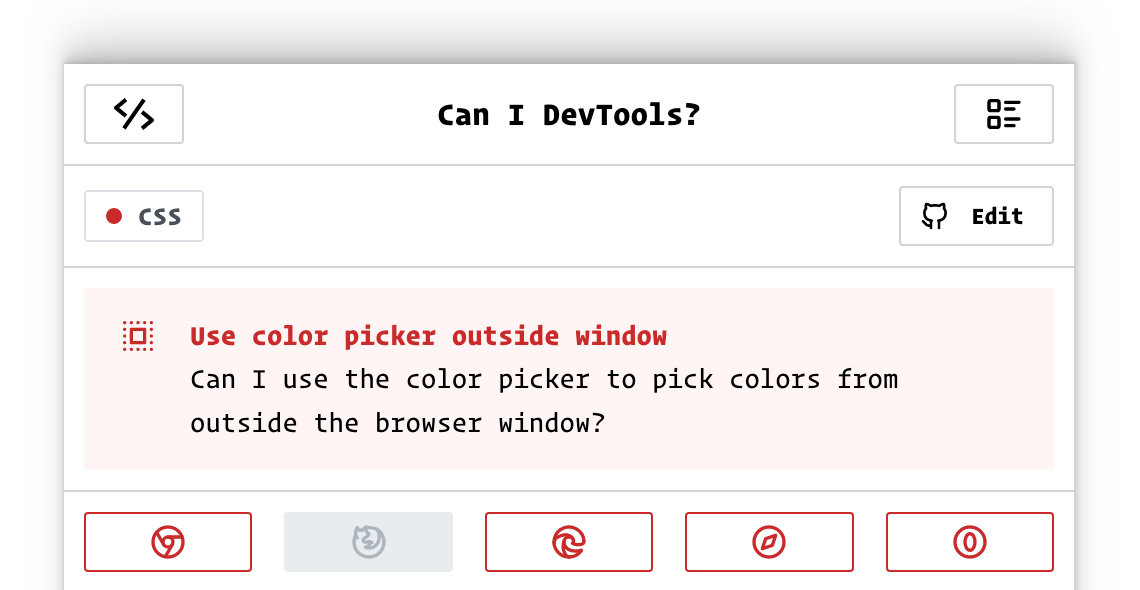 Can I DevTools?
CSS
Edit
Use color picker outside window
Can I use the color picker to pick colors from
outside the browser window?